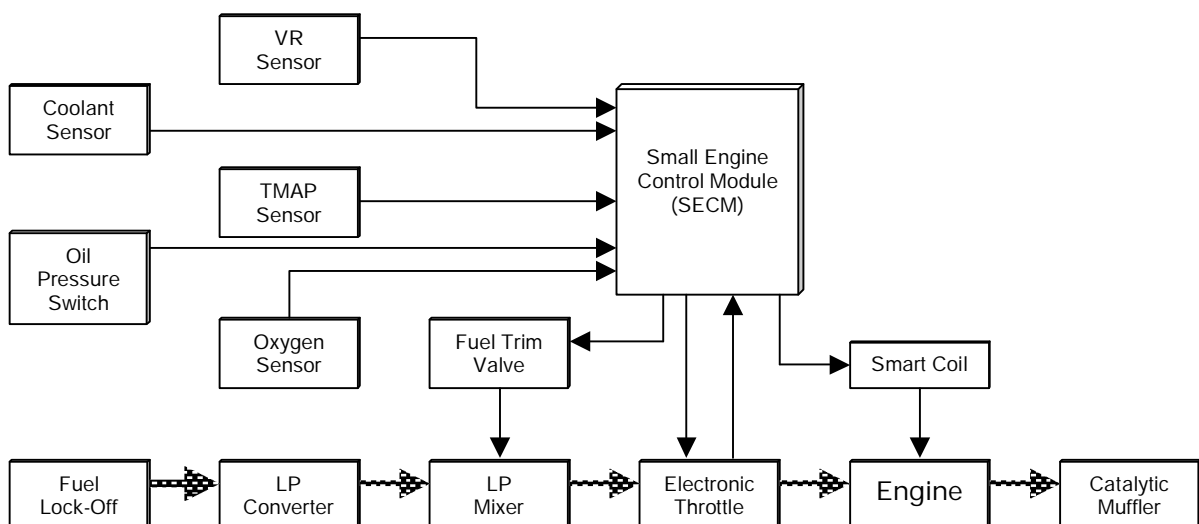 VR
Sensor
Coolant
Sensor
Small Engine
Control Module
(SECM)
TMAP
Sensor
Oil
Pressure
Switch
Oxygen
Sensor
Fuel Trim
Valve
Smart Coil
Fuel
Lock-Off
LP
Converter
LP
Mixer
Electronic
Throttle
Engine
Catalytic
Muffler